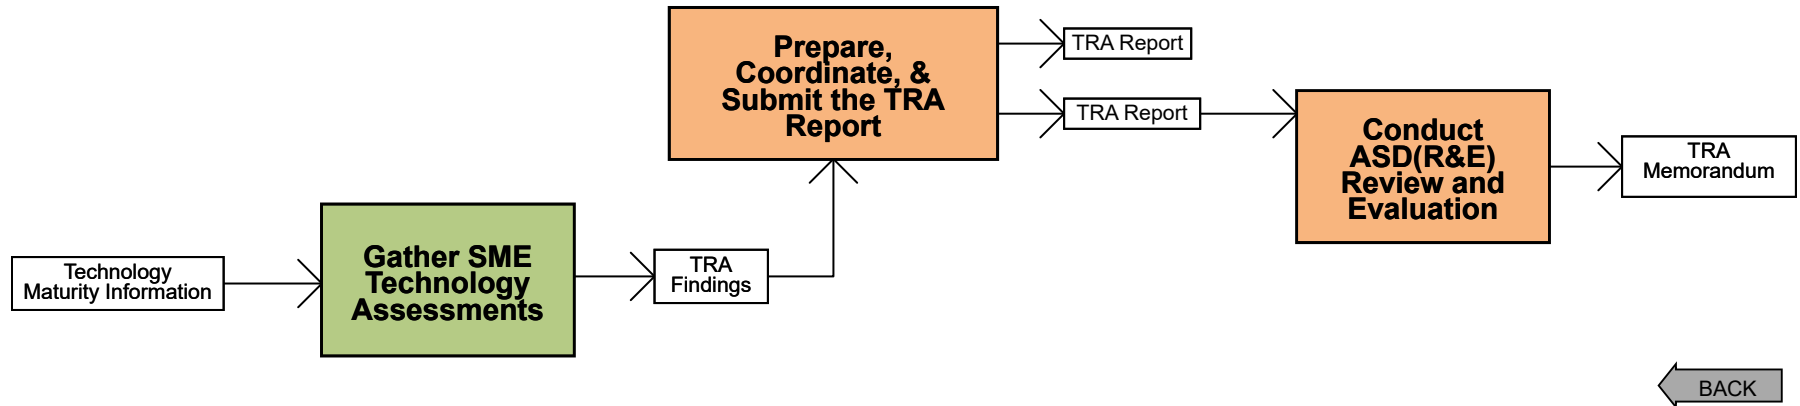 Technology
Maturity Information
Gather SME
Technology
Assessments
TRA
Findings
Prepare,
Coordinate, &
Submit the TRA
Report
TRA Report
TRA Report
Conduct
ASD(R&E)
Review and
Evaluation
TRA
Memorandum
BACK